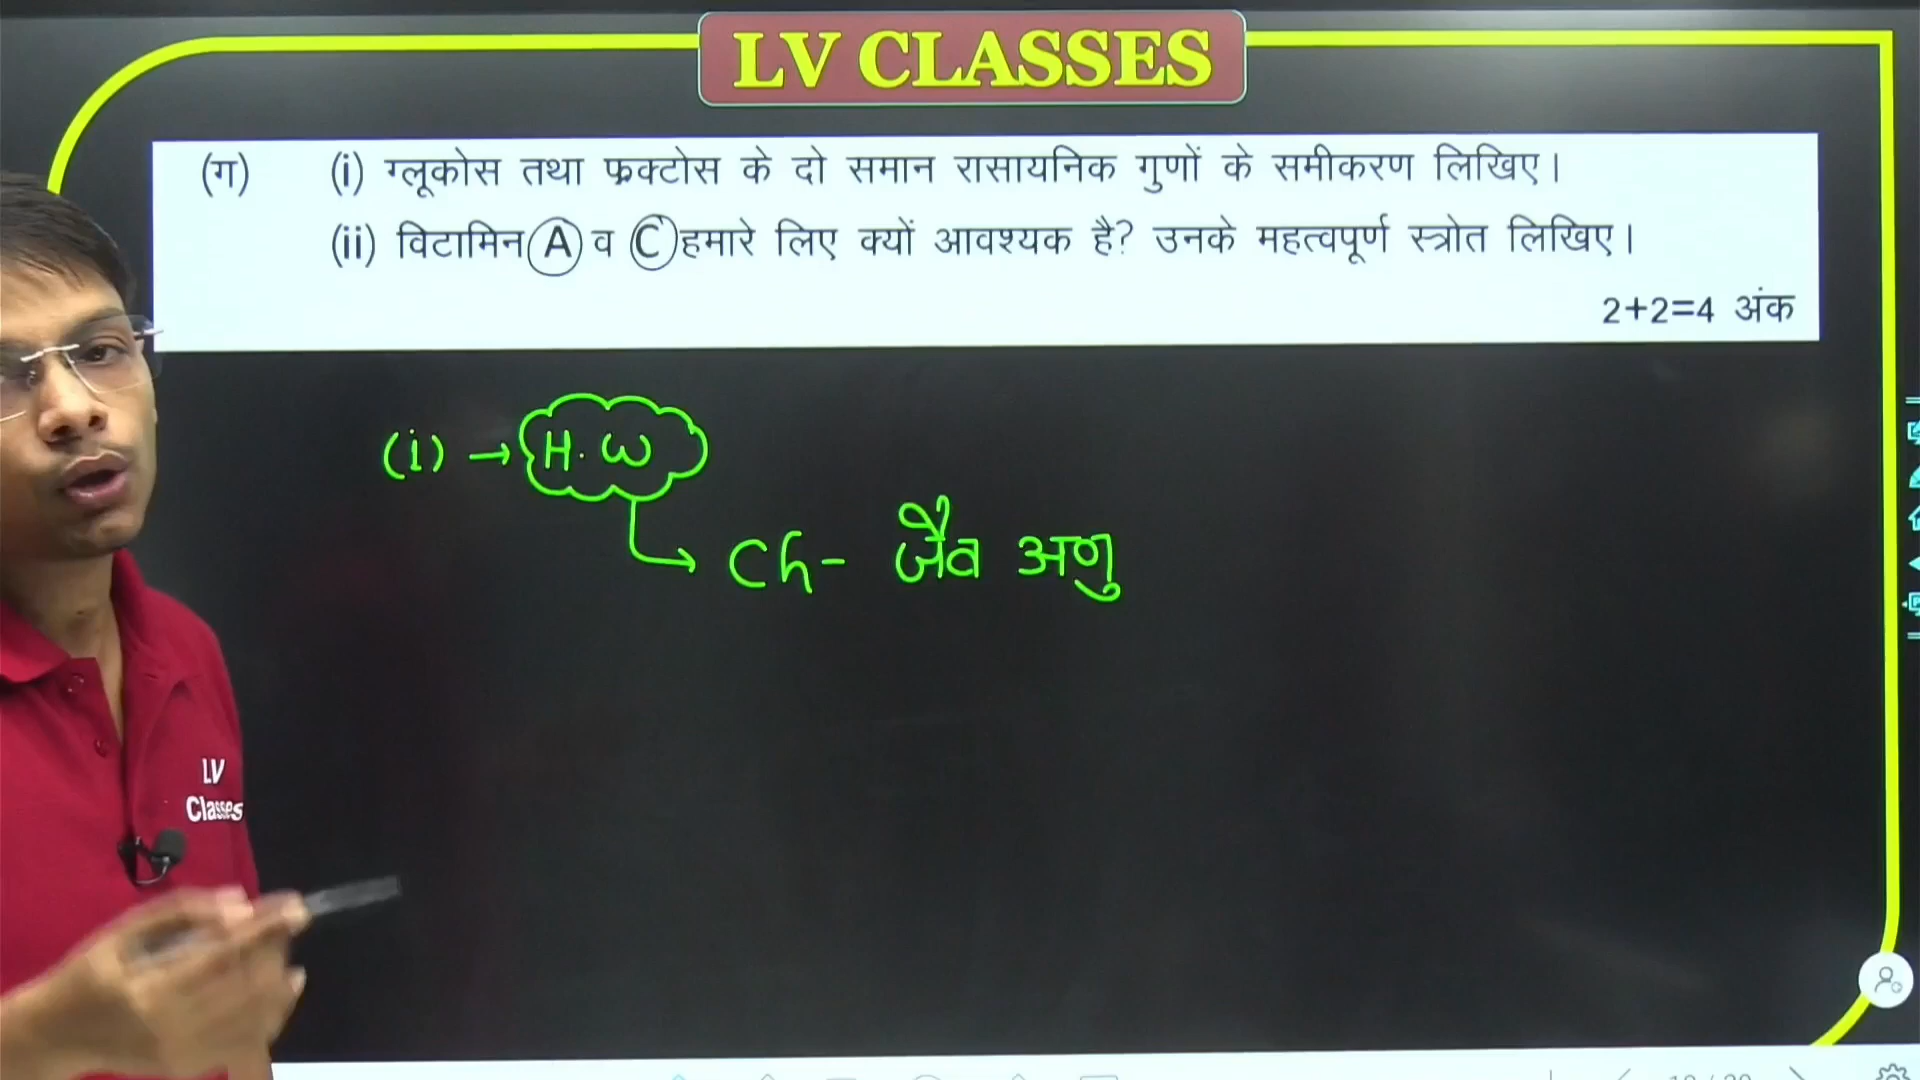 LV CLASSES
(ग) (i) ग्लूकोस तथा फ्रक्टोस के दो समान रासायनिक गुणों के समीकरण लिखिए।
(ii) विटामिन A व C हमारे लिए क्यों आवश्यक है? उनके महत्वपूर्ण स्त्रोत लिखिए।
2+2=4 अंक
(i) → H.W
Ch- जैव अणु
LV
Classes